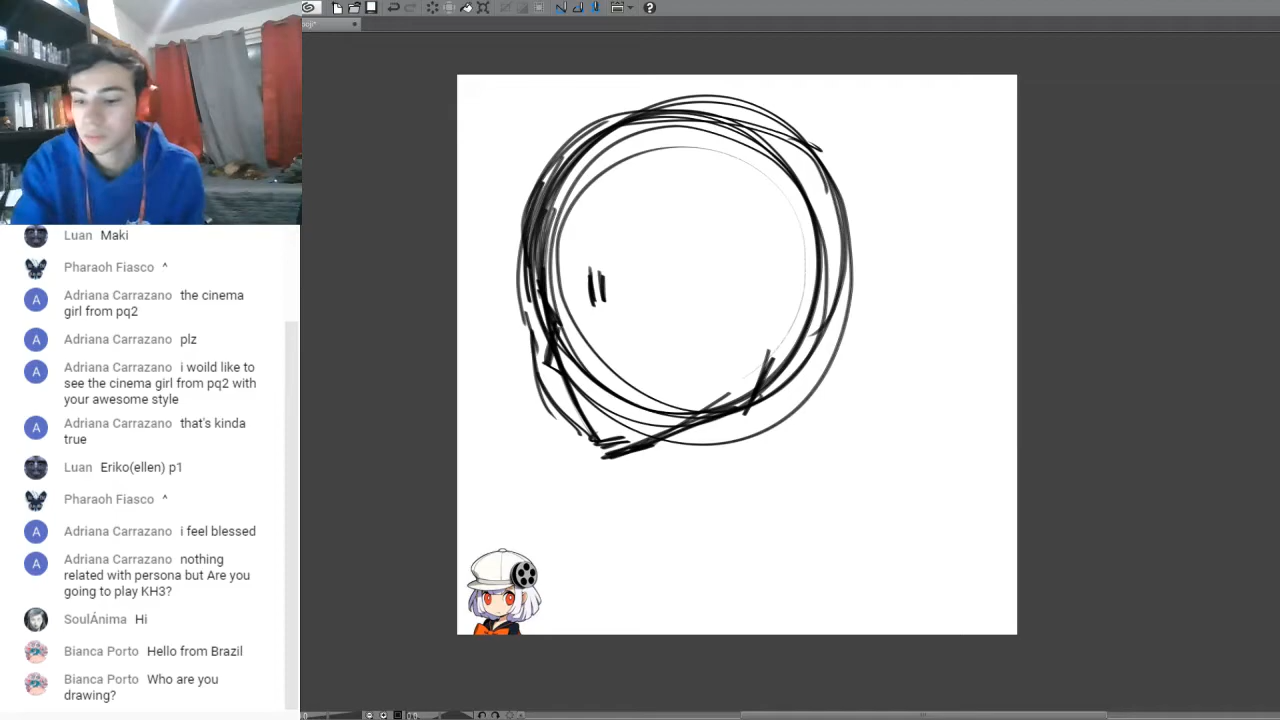 Luan Maki
Pharaoh Fiasco ^
Adriana Carrazano the cinema
girl from pq2
Adriana Carrazano plz
Adriana Carrazano i woild like to
see the cinema girl from pq2 with
your awesome style
Adriana Carrazano that's kinda
true
Luan Eriko(ellen) p1
Pharaoh Fiasco ^
Adriana Carrazano i feel blessed
Adriana Carrazano nothing
related with persona but Are you
going to play KH3?
SoulÁnima Hi
Bianca Porto Hello from Brazil
Bianca Porto Who are you
drawing?